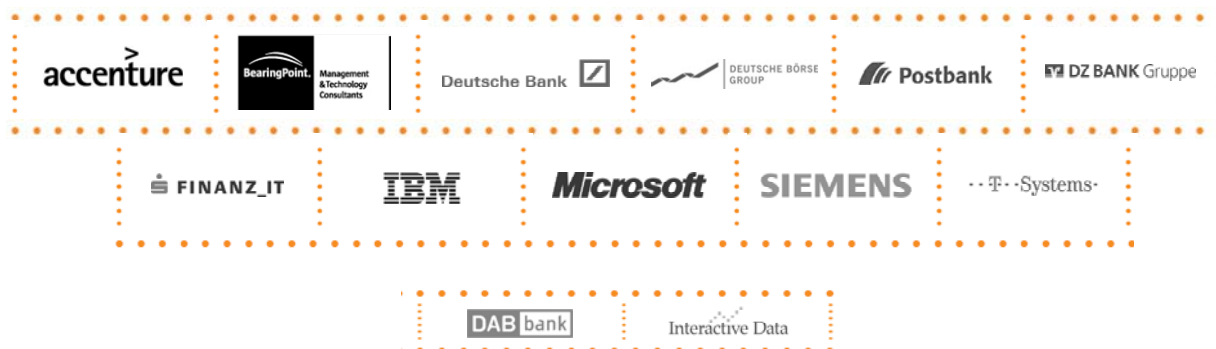 accenture
BearingPoint.
Management
& Technology
Consultants
Deutsche Bank
DEUTSCHE BÖRSE
GROUP
Postbank
DZ BANK Gruppe
FINANZ_IT
IBM
Microsoft
SIEMENS
··T··Systems·
DAB bank
Interactive Data